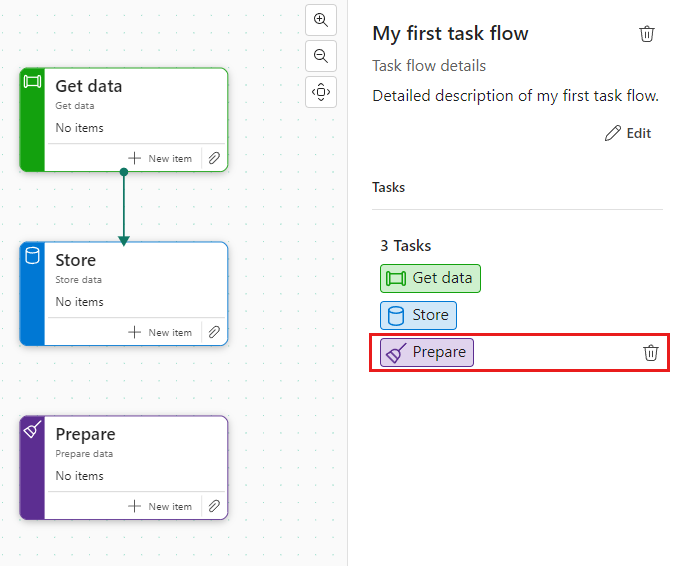 Get data
Get data
No items
New item
Store
Store data
No items
New item
Prepare
Prepare data
No items
New item
My first task flow
Task flow details
Detailed description of my first task flow.
Edit
Tasks
3 Tasks
Get data
Store
Prepare